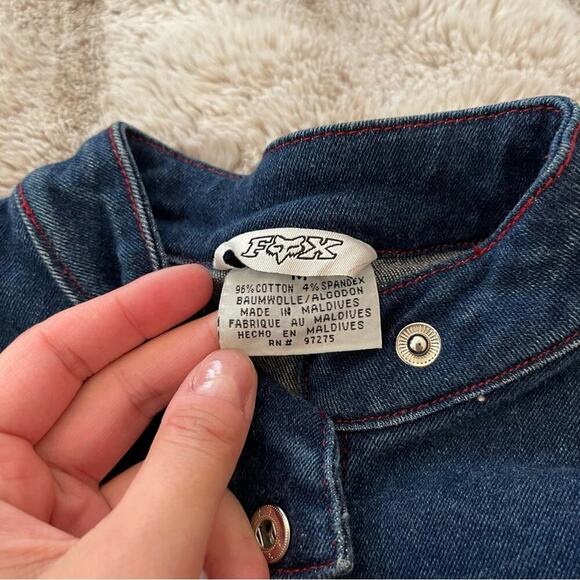 FOX
M
96% COTTON 4% SPANDEX
BAUMWOLLE/ALGODON
MADE IN MALDIVES
FABRIQUE AU MALDIVES
HECHO EN MALDIVES
RN# 97275